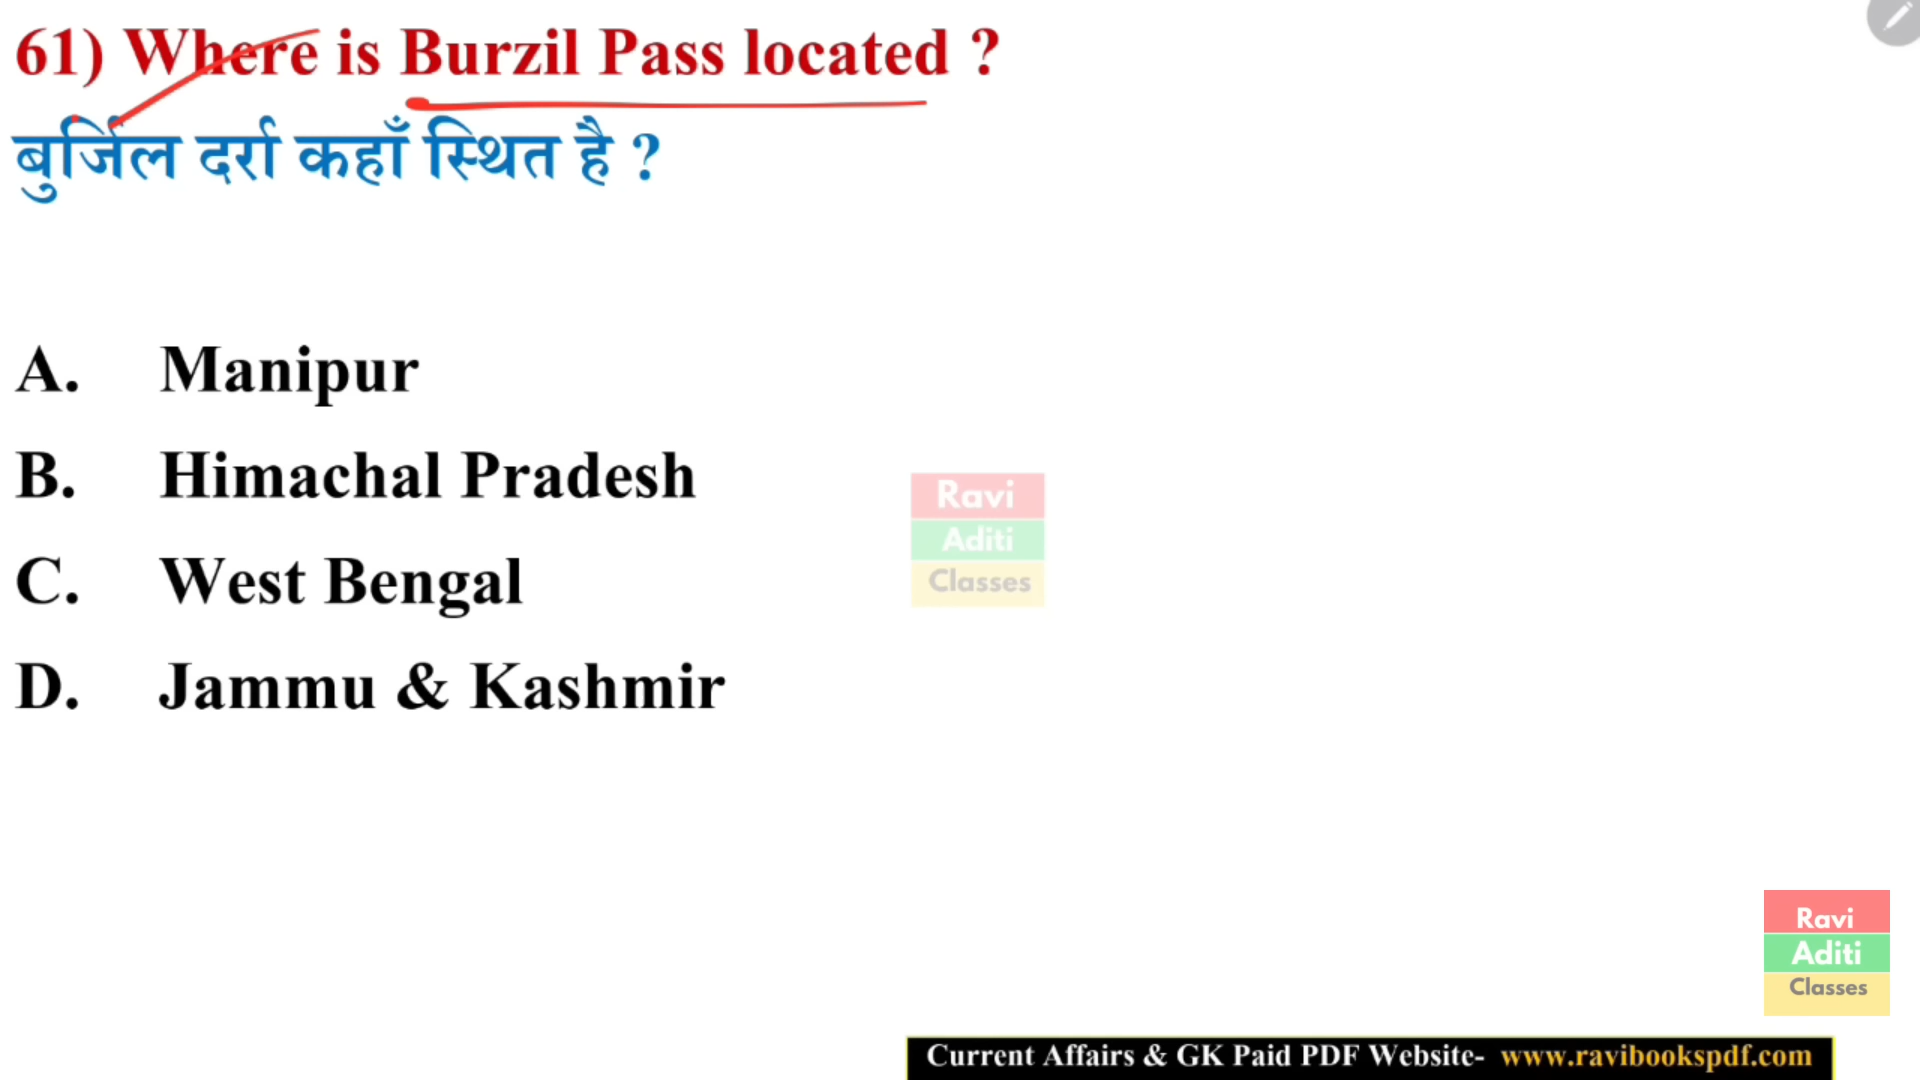 61) Where is Burzil Pass located ?
बुर्जिल दर्रा कहाँ स्थित है ?
A. Manipur
B. Himachal Pradesh
C. West Bengal
D. Jammu & Kashmir
Ravi
Aditi
Classes
Ravi
Aditi
Classes
Current Affairs & GK Paid PDF Website- www.ravibookspdf.com